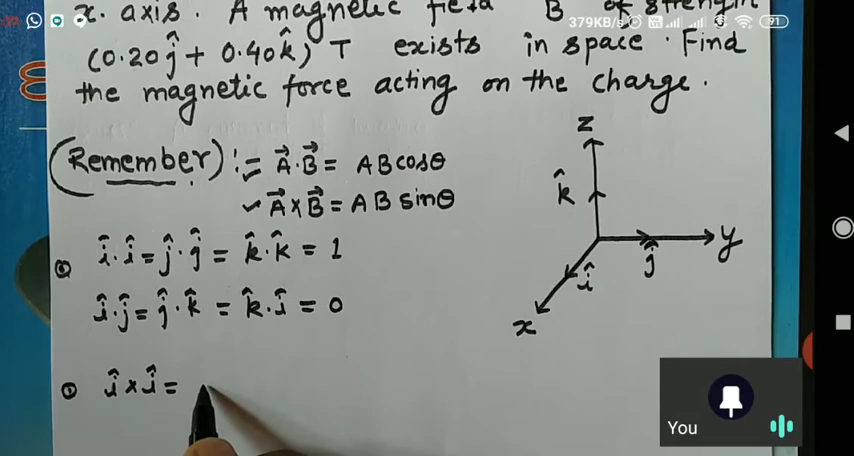 x. axis. A magnetic field B of strength
379KB/s 91
(0.20ĵ + 0.40k̂) T exists in space. Find
the magnetic force acting on the charge.
(Remember) :- A⃗·B⃗ = AB cosθ
A⃗×B⃗ = AB sinθ
î·î = ĵ·ĵ = k̂·k̂ = 1
î·ĵ = ĵ·k̂ = k̂·î = 0
î×î =
z
k̂
y
ĵ
î
x
You